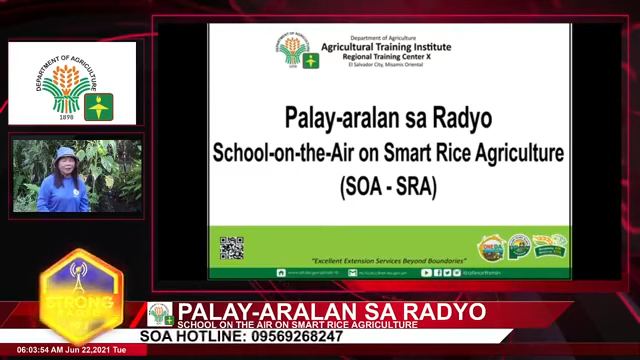 DEPARTMENT OF AGRICULTURE
1898
Department of Agriculture
Agricultural Training Institute
Regional Training Center X
El Salvador City, Misamis Oriental
Palay-aralan sa Radyo
School-on-the-Air on Smart Rice Agriculture
(SOA - SRA)
"Excellent Extension Services Beyond Boundaries"
STRONG
PALAY-ARALAN SA RADYO
SCHOOL ON THE AIR ON SMART RICE AGRICULTURE
SOA HOTLINE: 09569268247
06:03:54 AM Jun 22,2021 Tue